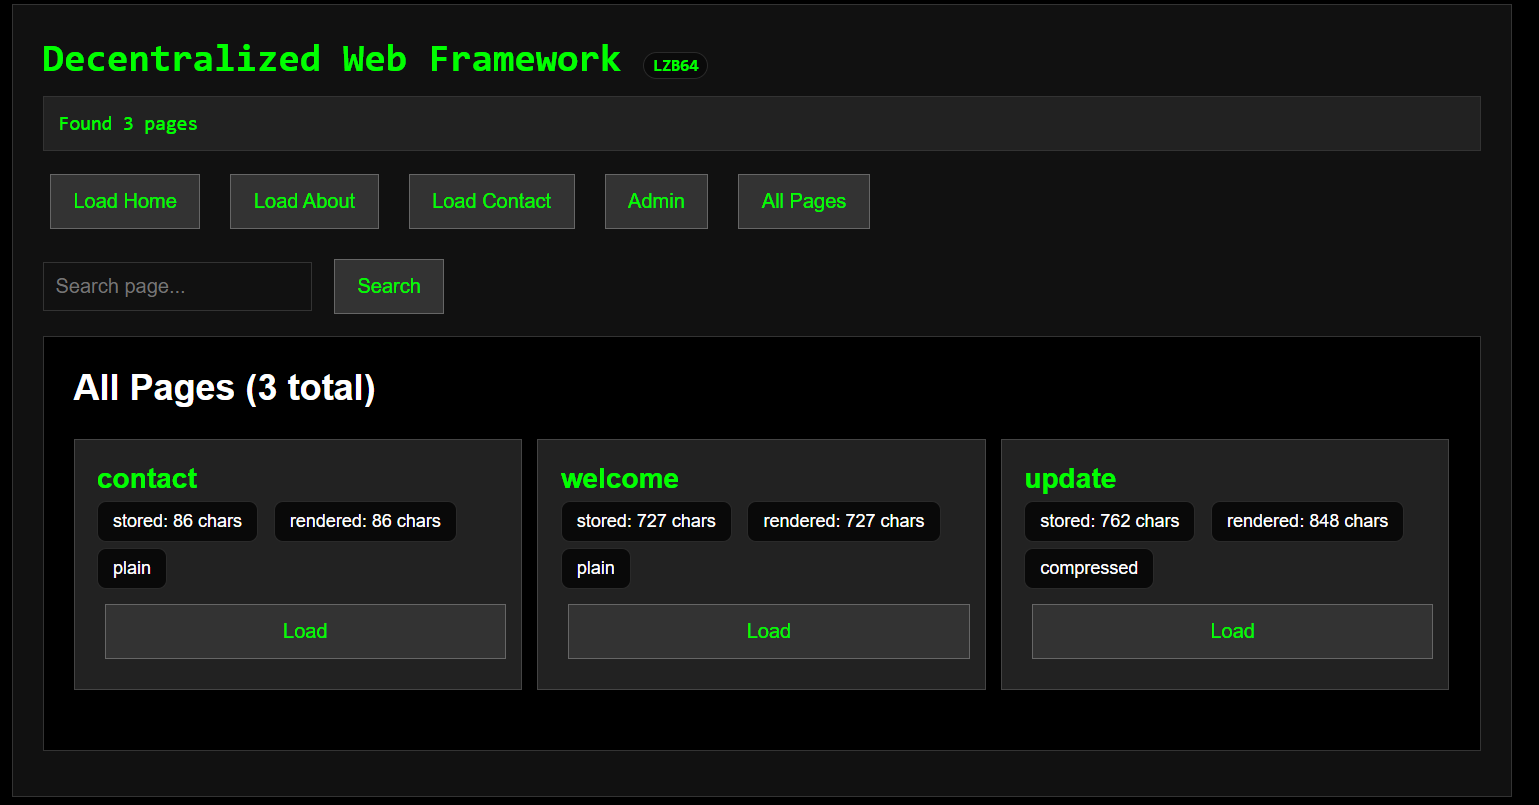 Decentralized Web Framework LZB64
Found 3 pages
Load Home Load About Load Contact Admin All Pages
Search page... Search
All Pages (3 total)
contact
stored: 86 chars rendered: 86 chars
plain
Load
welcome
stored: 727 chars rendered: 727 chars
plain
Load
update
stored: 762 chars rendered: 848 chars
compressed
Load